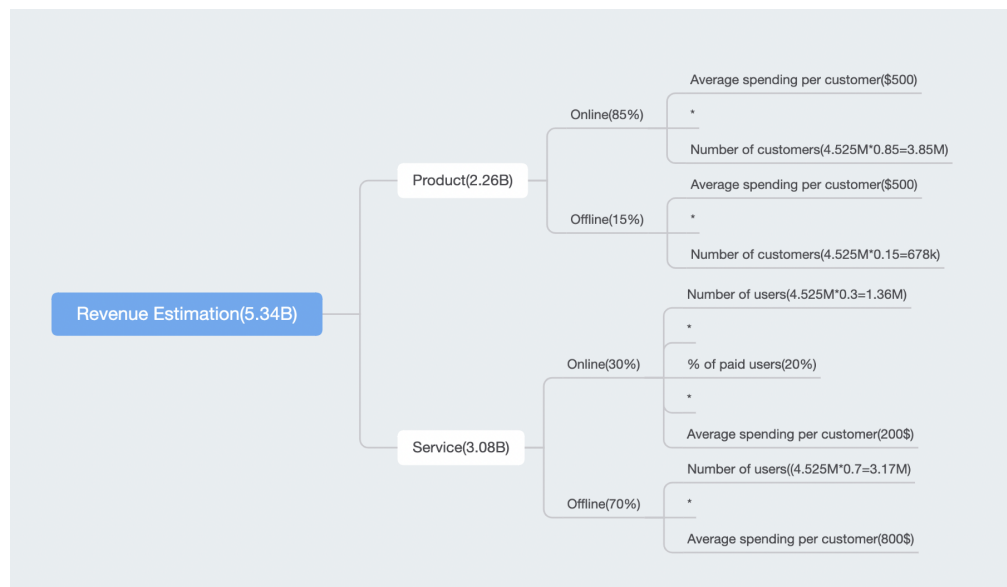 Revenue Estimation(5.34B)
Product(2.26B)
Online(85%)
Average spending per customer($500)
*
Number of customers(4.525M*0.85=3.85M)
Offline(15%)
Average spending per customer($500)
*
Number of customers(4.525M*0.15=678k)
Service(3.08B)
Online(30%)
Number of users(4.525M*0.3=1.36M)
*
% of paid users(20%)
*
Average spending per customer(200$)
Offline(70%)
Number of users((4.525M*0.7=3.17M)
*
Average spending per customer(800$)